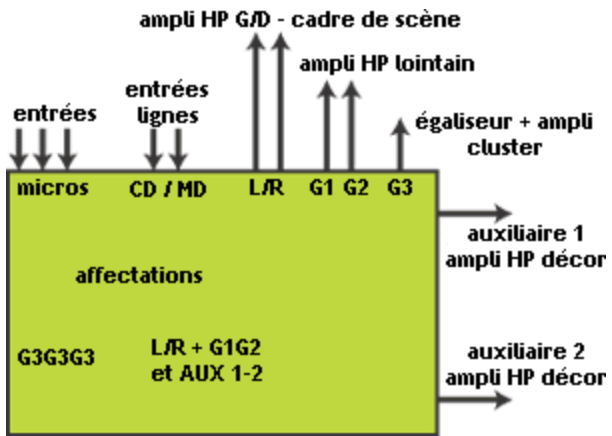 ampli HP G/D - cadre de scène
ampli HP lointain
entrées
entrées
lignes
égaliseur + ampli
cluster
micros
CD / MD
L/R
G1
G2
G3
auxiliaire 1
ampli HP décor
affectations
G3G3G3
L/R + G1G2
et AUX 1-2
auxiliaire 2
ampli HP décor